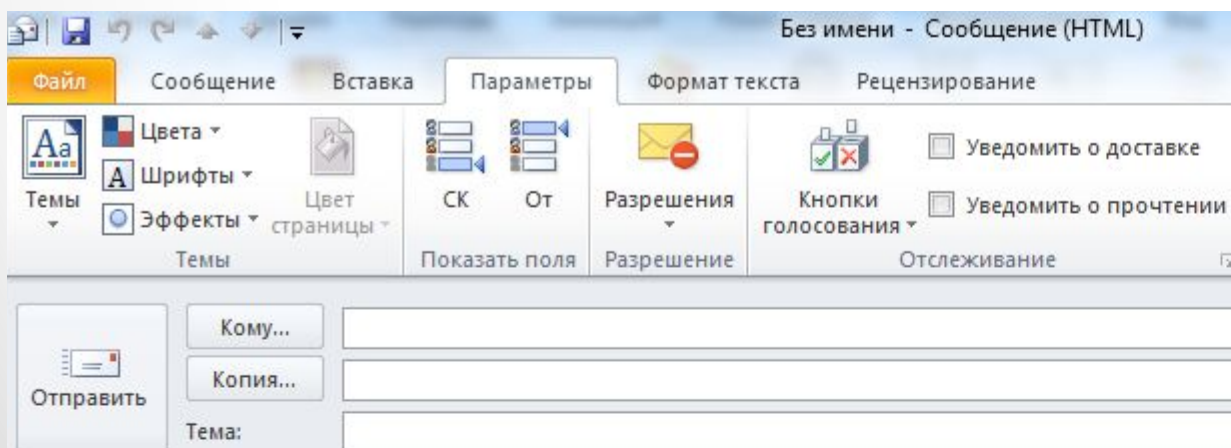 Без имени - Сообщение (HTML)
Файл Сообщение Вставка Параметры Формат текста Рецензирование
Aa Темы
Цвета
A Шрифты
Эффекты
Цвет
страницы
СК От
Разрешения
Кнопки
голосования
Уведомить о доставке
Уведомить о прочтении
Темы Показать поля Разрешение Отслеживание
Отправить
Кому...
Копия...
Тема: